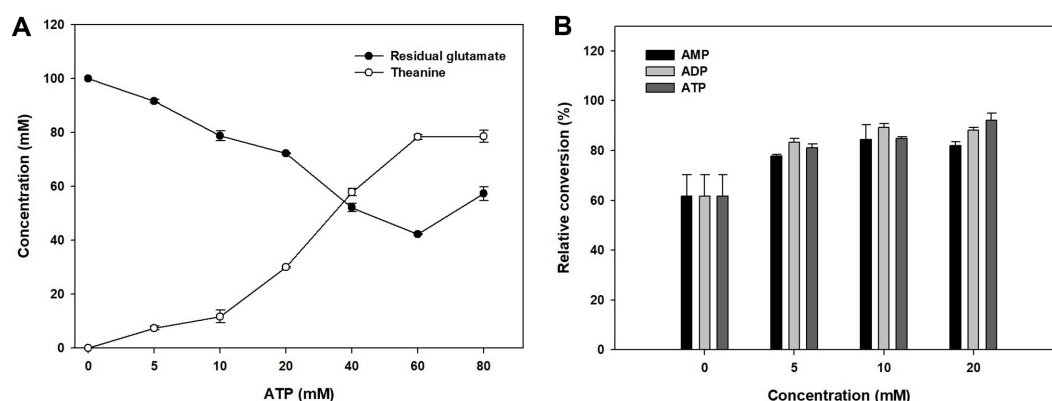 A
Residual glutamate
Theanine
Concentration (mM)
120
100
80
60
40
20
0
0 5 10 20 40 60 80
ATP (mM)
B
AMP
ADP
ATP
Relative conversion (%)
120
100
80
60
40
20
0
0 5 10 20
Concentration (mM)